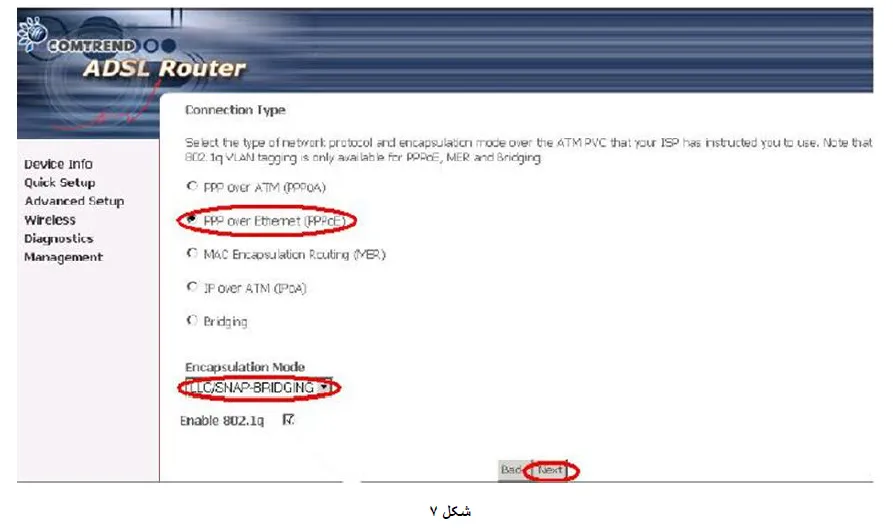 COMTREND
ADSL Router
Connection Type
Select the type of network protocol and encapsulation mode over the ATM PVC that your ISP has instructed you to use. Note that
802.1q VLAN tagging is only available for PPPoE, MER and Bridging.
Device Info
Quick Setup
Advanced Setup
Wireless
Diagnostics
Management
PPP over ATM (PPPoA)
PPP over Ethernet (PPPoE)
MAC Encapsulation Routing (MER)
IP over ATM (IPoA)
Bridging
Encapsulation Mode
LLC/SNAP-BRIDGING
Enable 802.1q
Back Next
شکل ۷